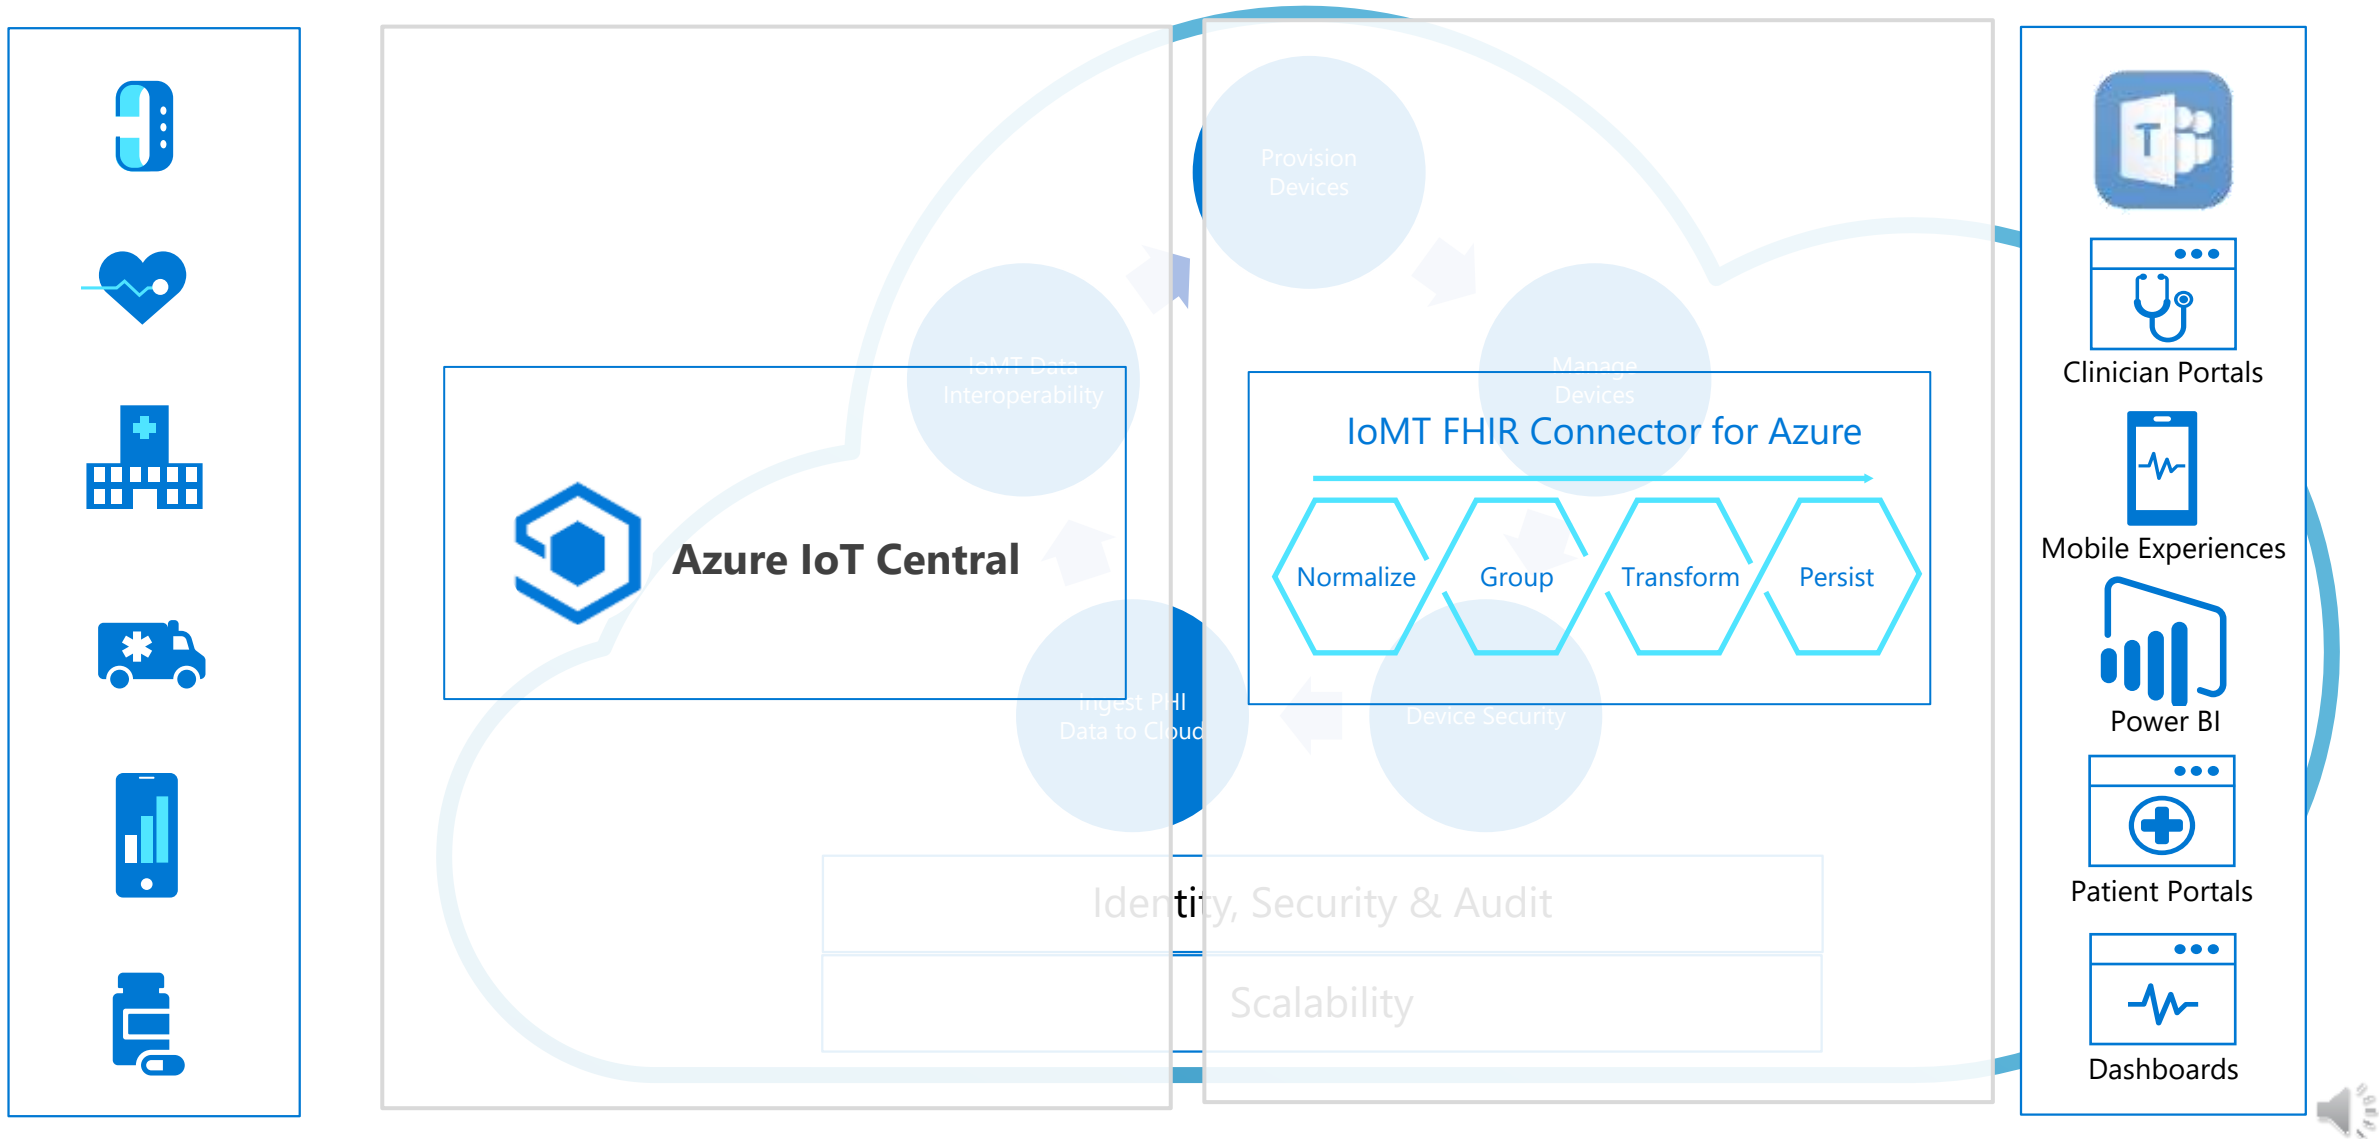 Provision
Devices
IoMT Data
Interoperability
Manage
Devices
Azure IoT Central
IoMT FHIR Connector for Azure
Normalize
Group
Transform
Persist
Ingest PHI
Data to Cloud
Device Security
Identity, Security & Audit
Scalability
T
Clinician Portals
Mobile Experiences
Power BI
Patient Portals
Dashboards